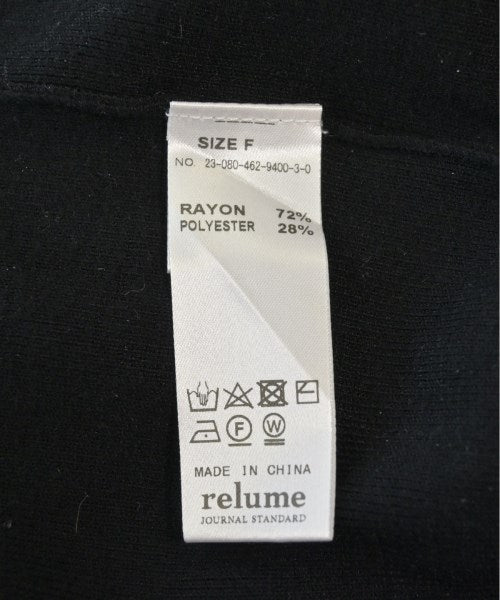 SIZE F
NO. 23-080-462-9400-3-0
RAYON 72%
POLYESTER 28%
F W
MADE IN CHINA
relume
JOURNAL STANDARD